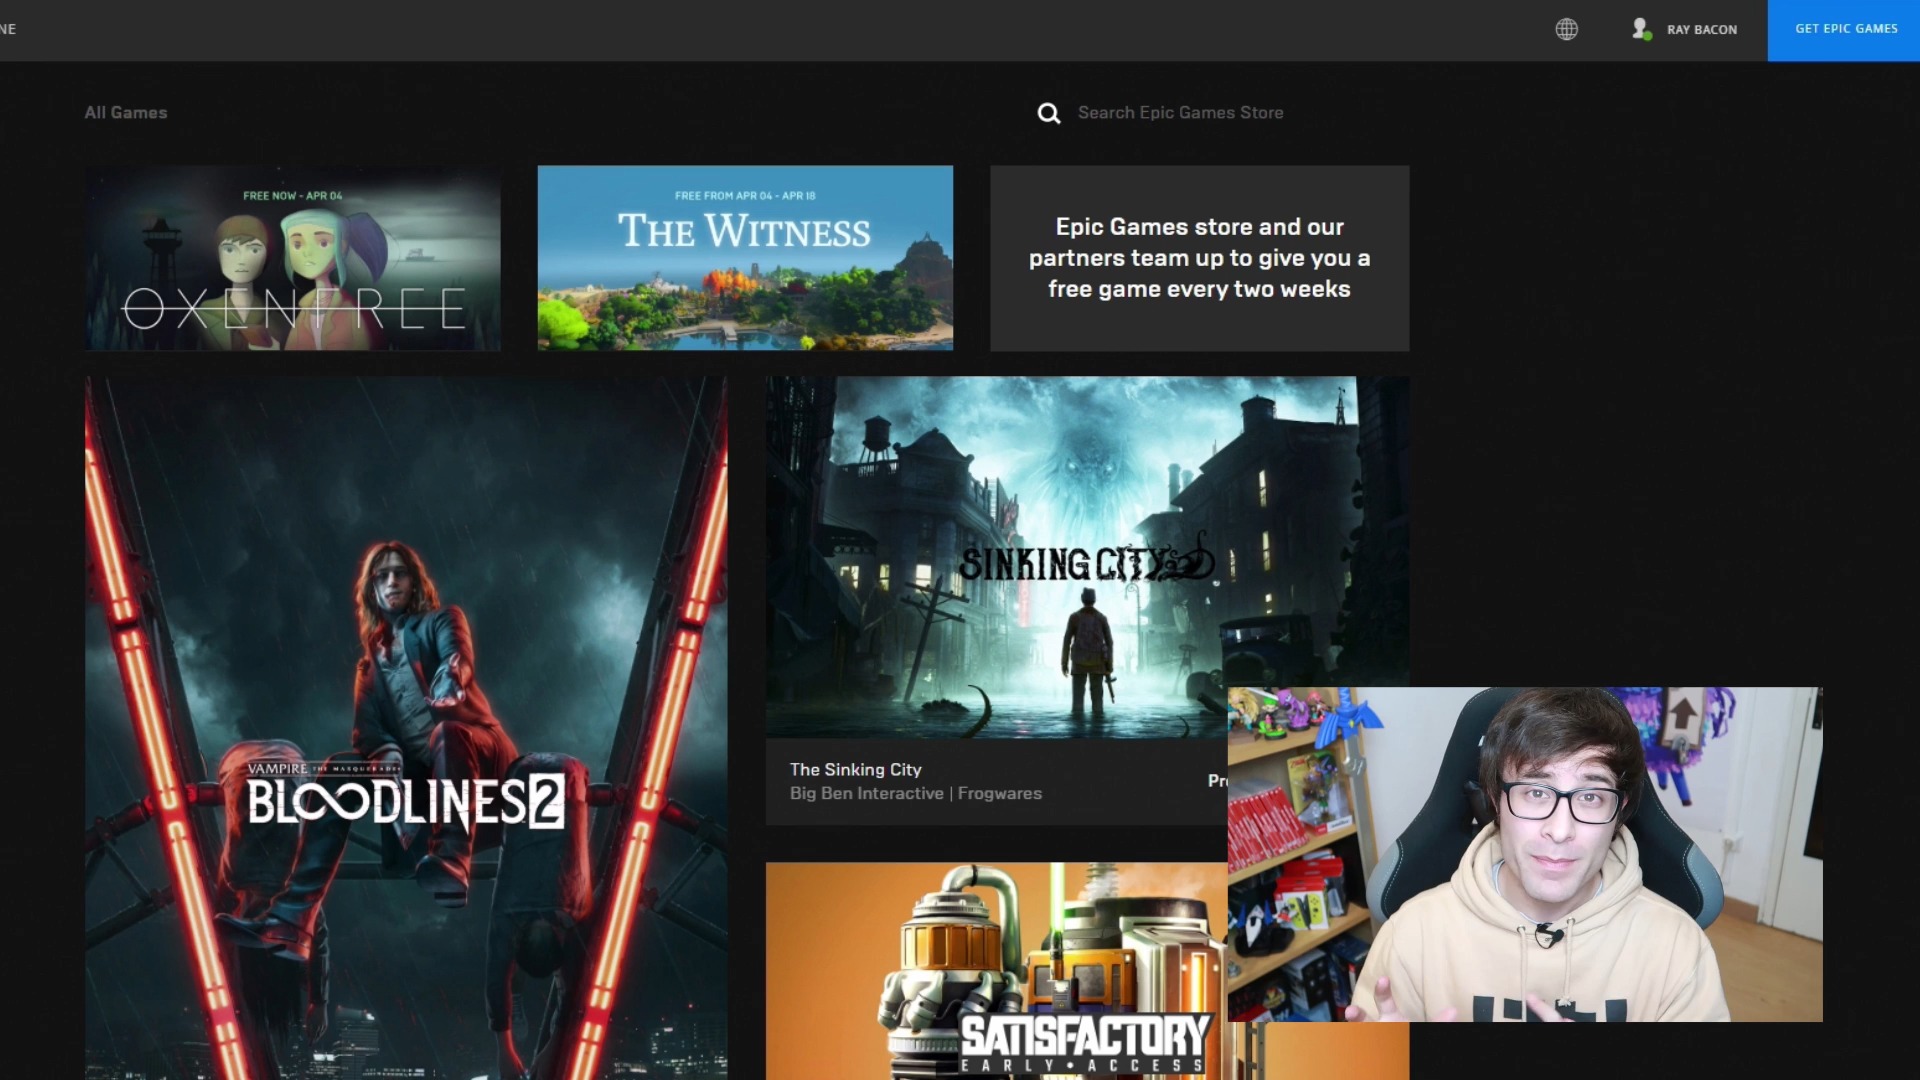 NE
RAY BACON
GET EPIC GAMES
All Games
Search Epic Games Store
FREE NOW - APR 04
OXENFREE
FREE FROM APR 04 - APR 18
THE WITNESS
Epic Games store and our
partners team up to give you a
free game every two weeks
VAMPIRE THE MASQUERADE
BLOODLINES 2
SINKING CITY
The Sinking City
Big Ben Interactive | Frogwares
SATISFACTORY
EARLY • ACCESS